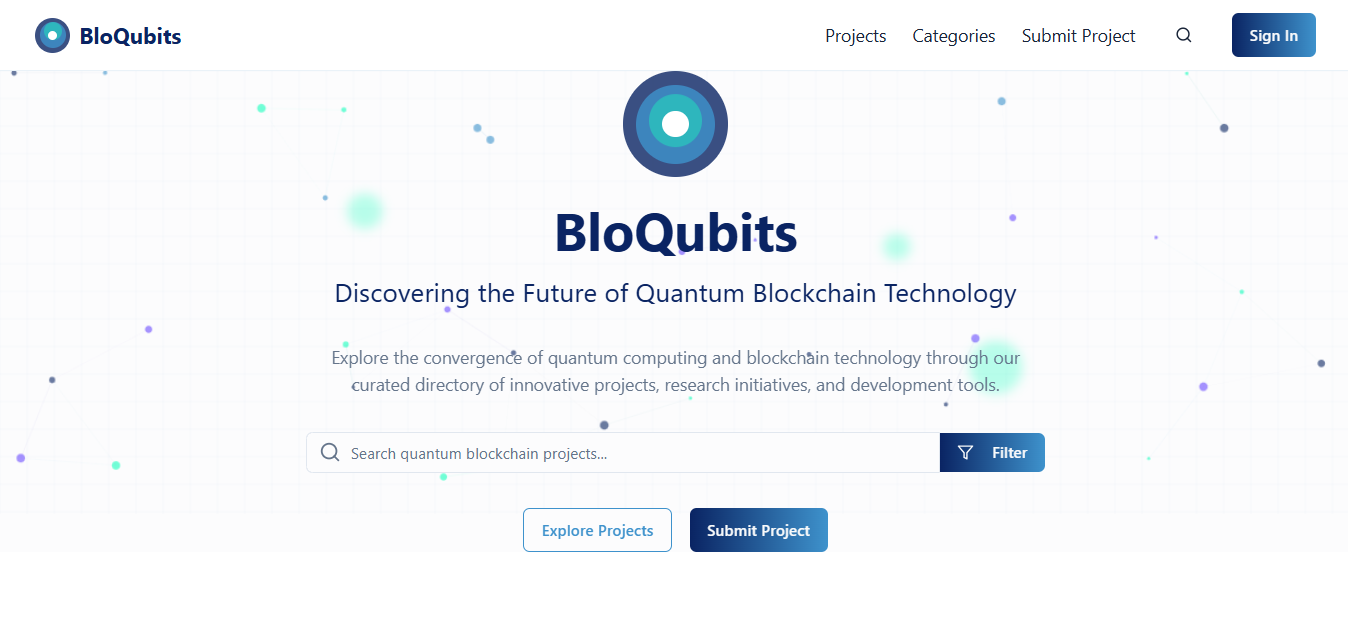 BloQubits
Projects
Categories
Submit Project
Sign In
BloQubits
Discovering the Future of Quantum Blockchain Technology
Explore the convergence of quantum computing and blockchain technology through our
curated directory of innovative projects, research initiatives, and development tools.
Search quantum blockchain projects...
Filter
Explore Projects
Submit Project